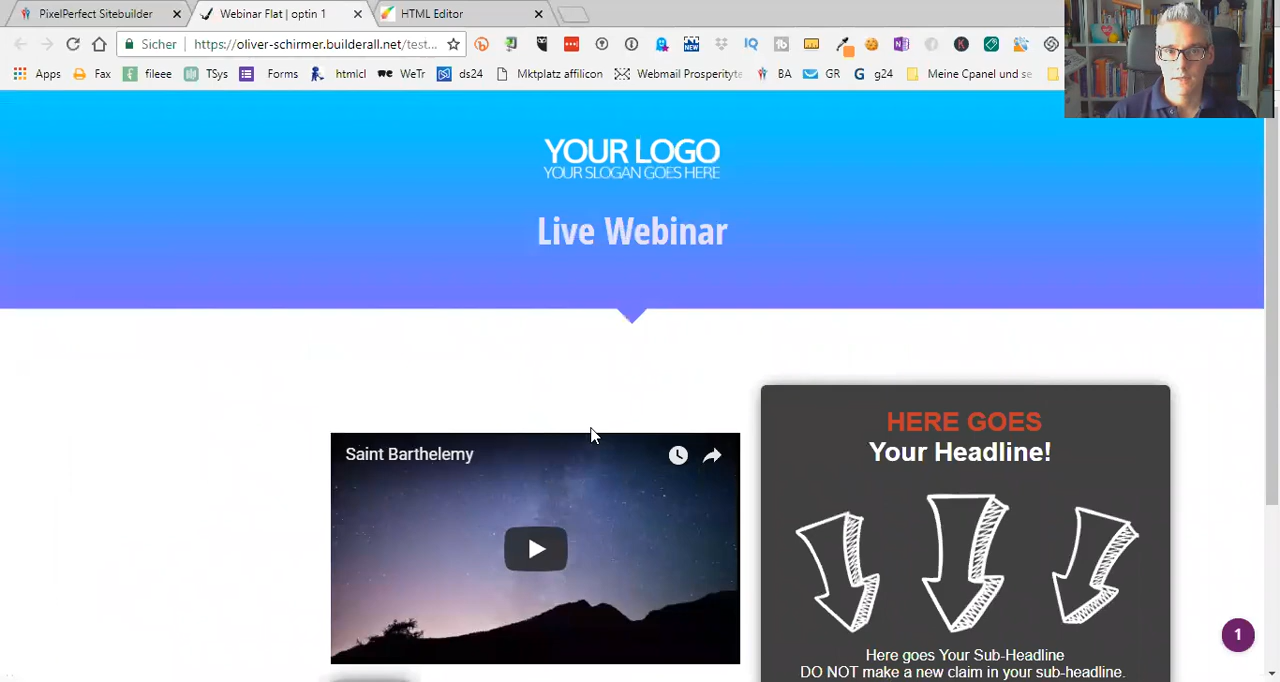 PixelPerfect Sitebuilder
Webinar Flat | optin 1
HTML Editor
Sicher
https://oliver-schirmer.builderall.net/test...
NEW
IQ
K
Apps
Fax
fileee
TSys
Forms
htmlcl
we WeTr
ds24
Mktplatz affilicon
Webmail Prosperityte
BA
GR
G g24
Meine Cpanel und se
YOUR LOGO
YOUR SLOGAN GOES HERE
Live Webinar
Saint Barthelemy
HERE GOES
Your Headline!
Here goes Your Sub-Headline
DO NOT make a new claim in your sub-headline.
1